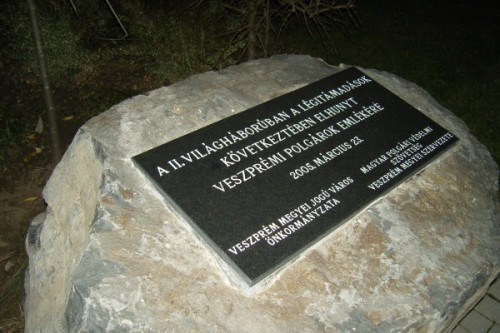 A II. VILÁGHÁBORÚBAN A LÉGITÁMADÁSOK
KÖVETKEZTÉBEN ELHUNYT
VESZPRÉMI POLGÁROK EMLÉKÉRE
2005. MÁRCIUS 23.
VESZPRÉM MEGYEI JOGÚ VÁROS
ÖNKORMÁNYZATA
MAGYAR POLGÁRI VÉDELMI
SZÖVETSÉG
VESZPRÉM MEGYEI SZERVEZETE